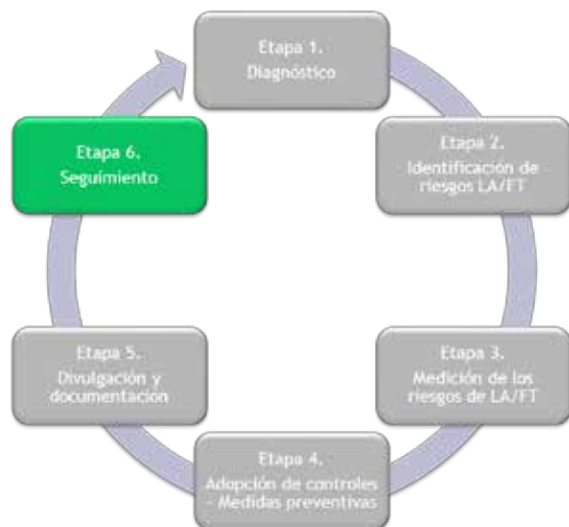 Etapa 1.
Diagnóstico
Etapa 2.
Identificación de
riesgos LA/FT
Etapa 3.
Medición de los
riesgos de LA/FT
Etapa 4.
Adopción de controles
- Medidas preventivas
Etapa 5.
Divulgación y
documentación
Etapa 6.
Seguimiento